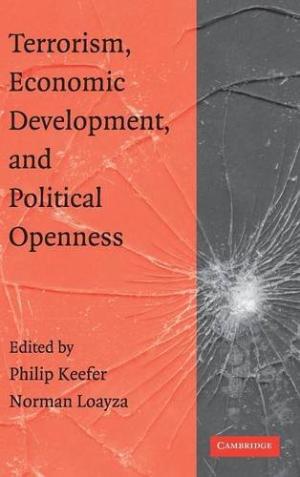 Terrorism,
Economic
Development,
and
Political
Openness
Edited by
Philip Keefer
Norman Loayza
CAMBRIDGE